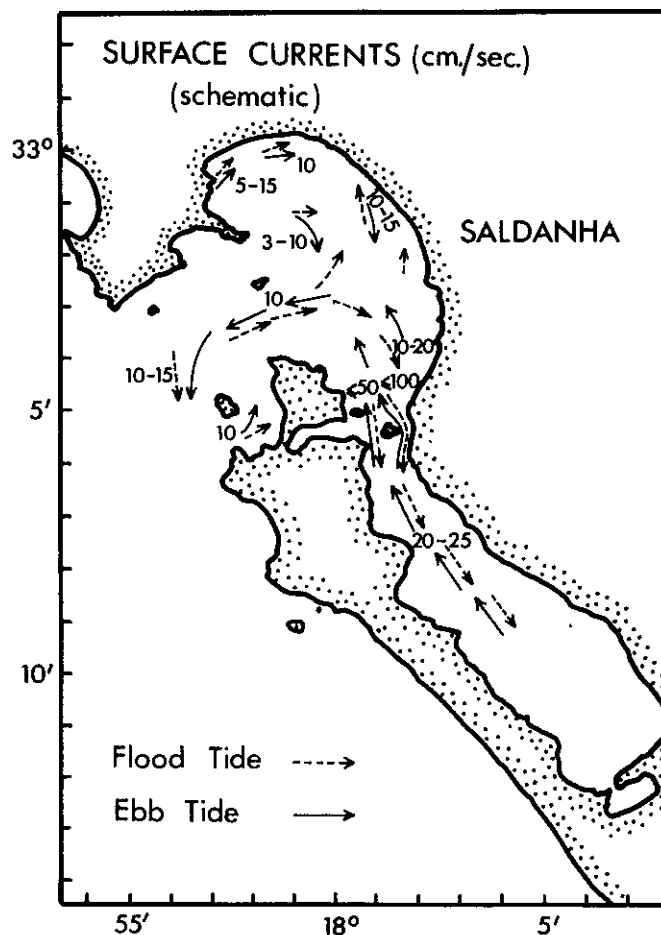 SURFACE CURRENTS (cm./sec.)
(schematic)
33°
10
5-15
10-15
SALDANHA
3-10
10
10-15
10-20
<50 <100
5'
10
20-25
10'
Flood Tide
Ebb Tide
55' 18° 5'